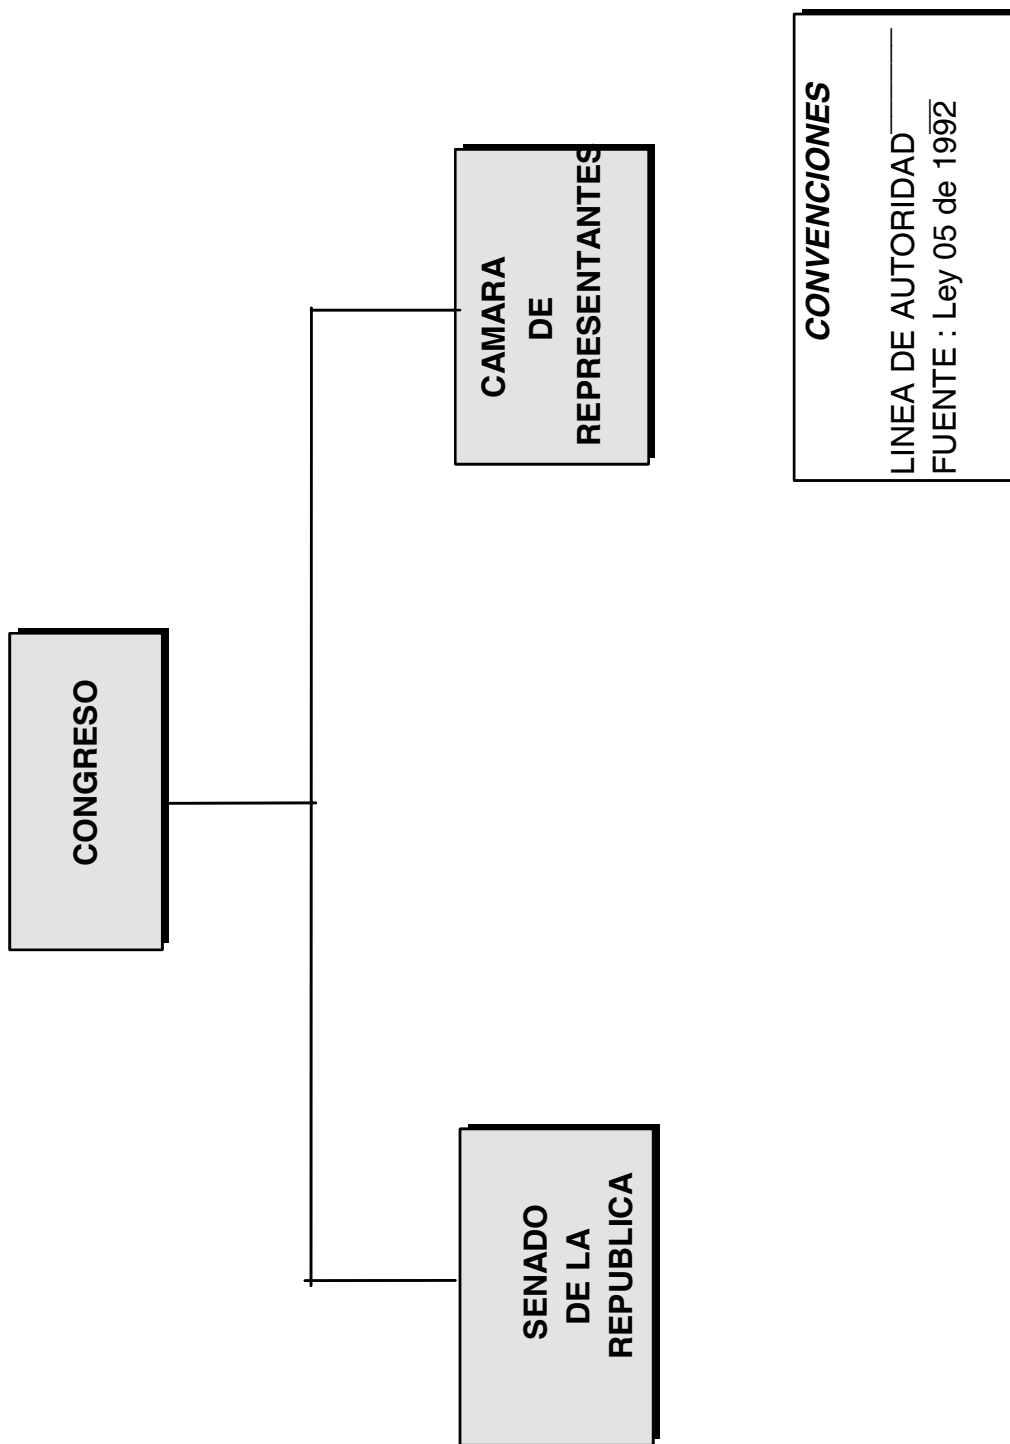 CONGRESO
SENADO
DE LA
REPUBLICA
CAMARA
DE
REPRESENTANTES
CONVENCIONES
LINEA DE AUTORIDAD
FUENTE : Ley 05 de 1992